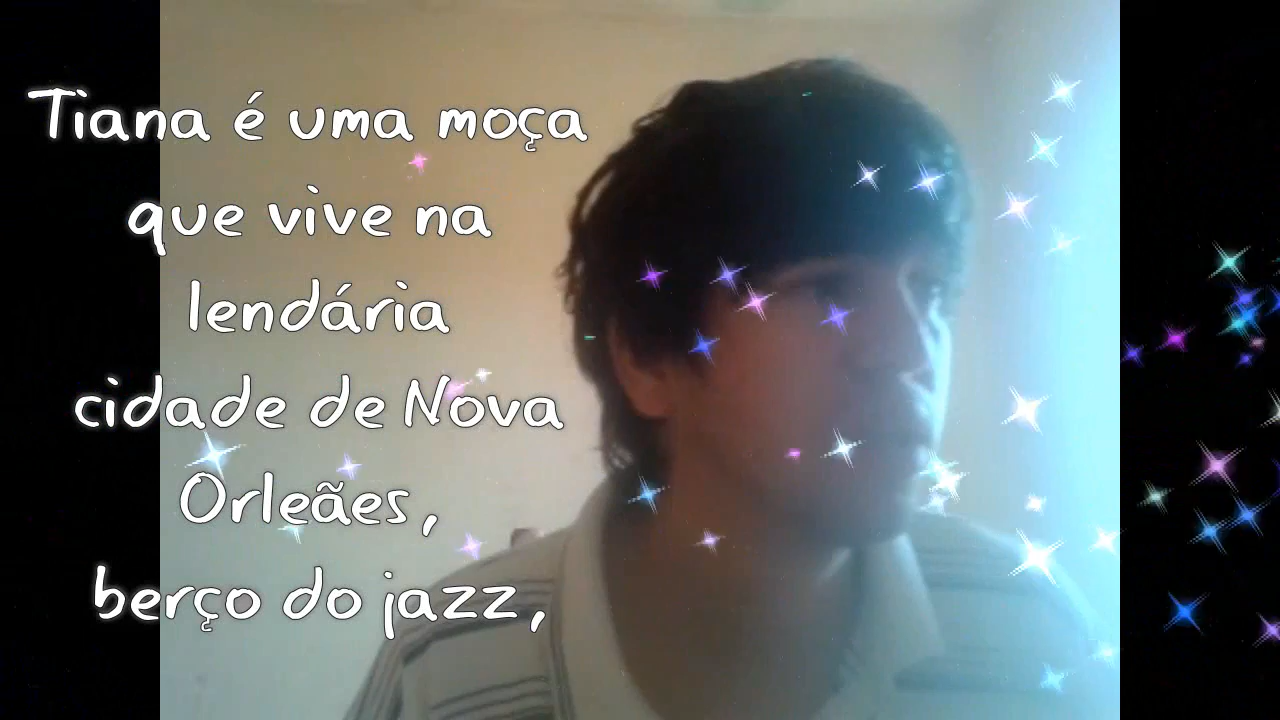 Tiana é uma moça
que vive na
lendária
cidade de Nova
Orleães,
berço do jazz,